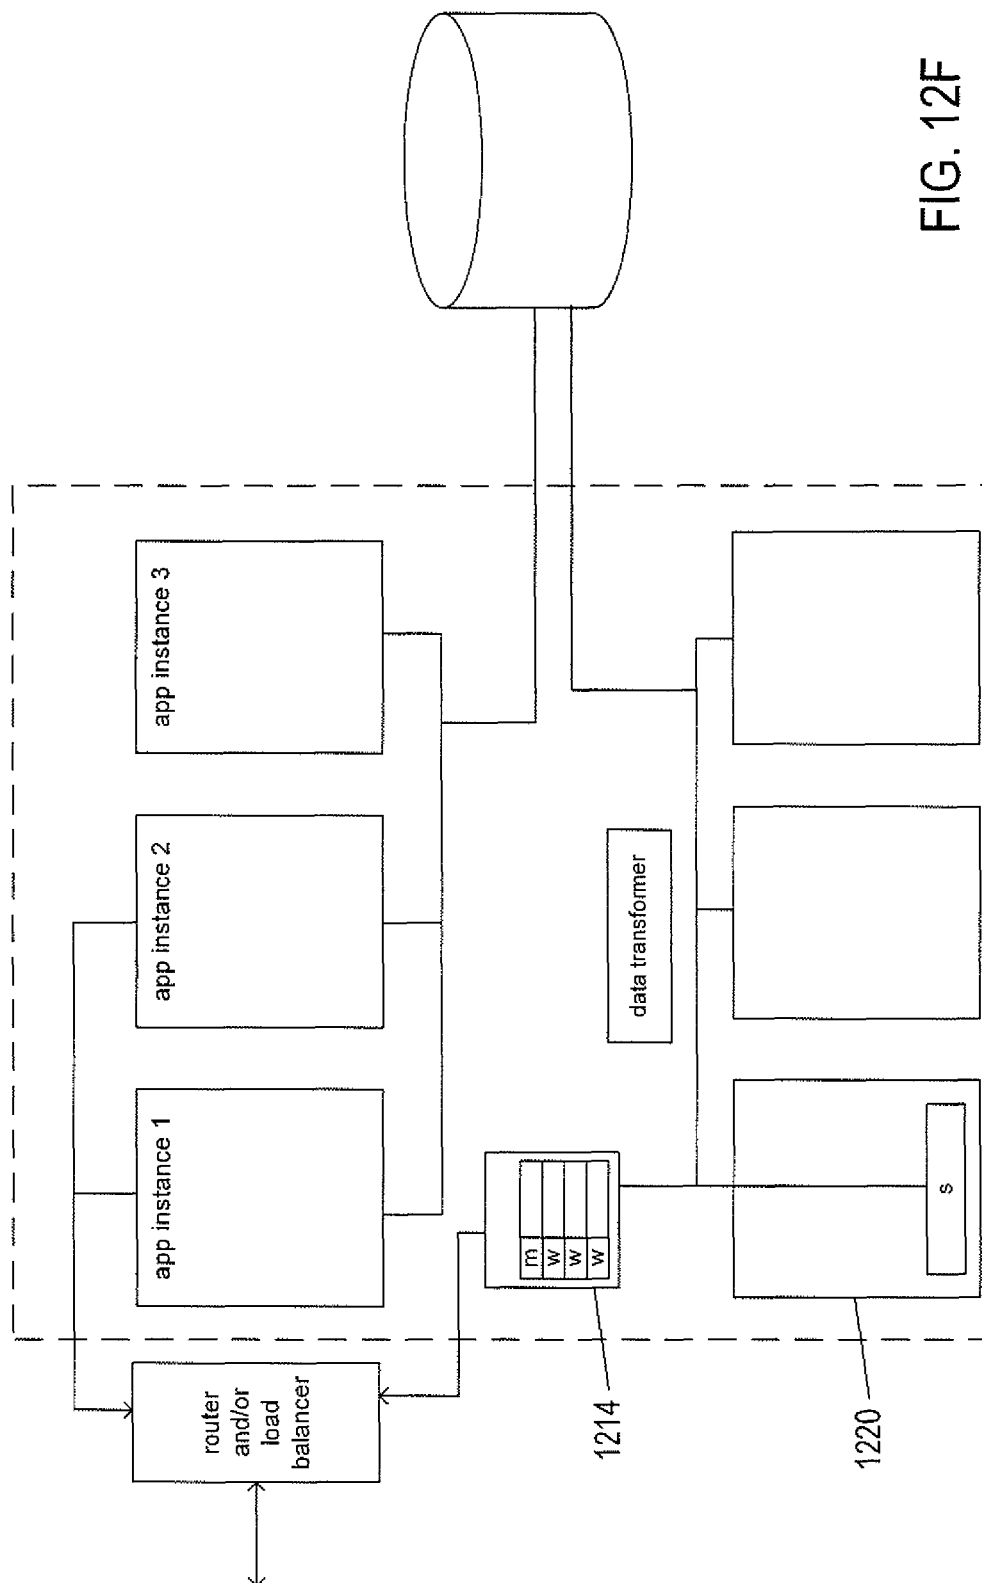 router
and/or
load
balancer
app instance 1
app instance 2
app instance 3
m
w
w
w
data transformer
s
1214
1220
FIG. 12F